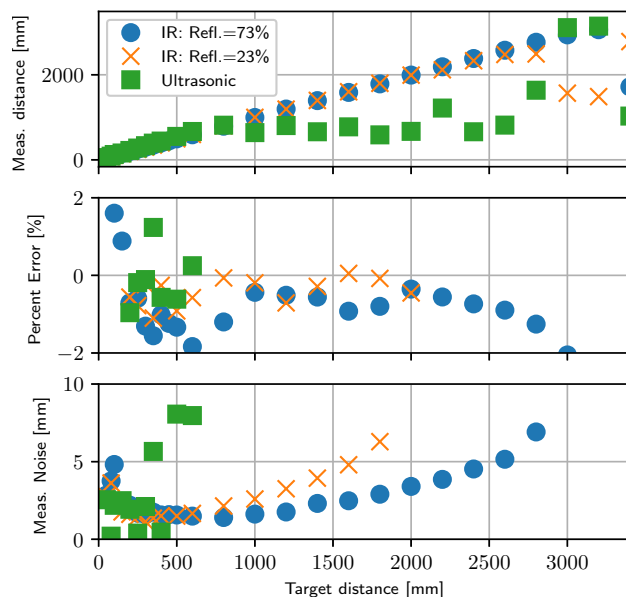 Meas. distance [mm]
2000
0
IR: Refl.=73%
IR: Refl.=23%
Ultrasonic
Percent Error [%]
2
0
−2
Meas. Noise [mm]
10
5
0
0 500 1000 1500 2000 2500 3000
Target distance [mm]